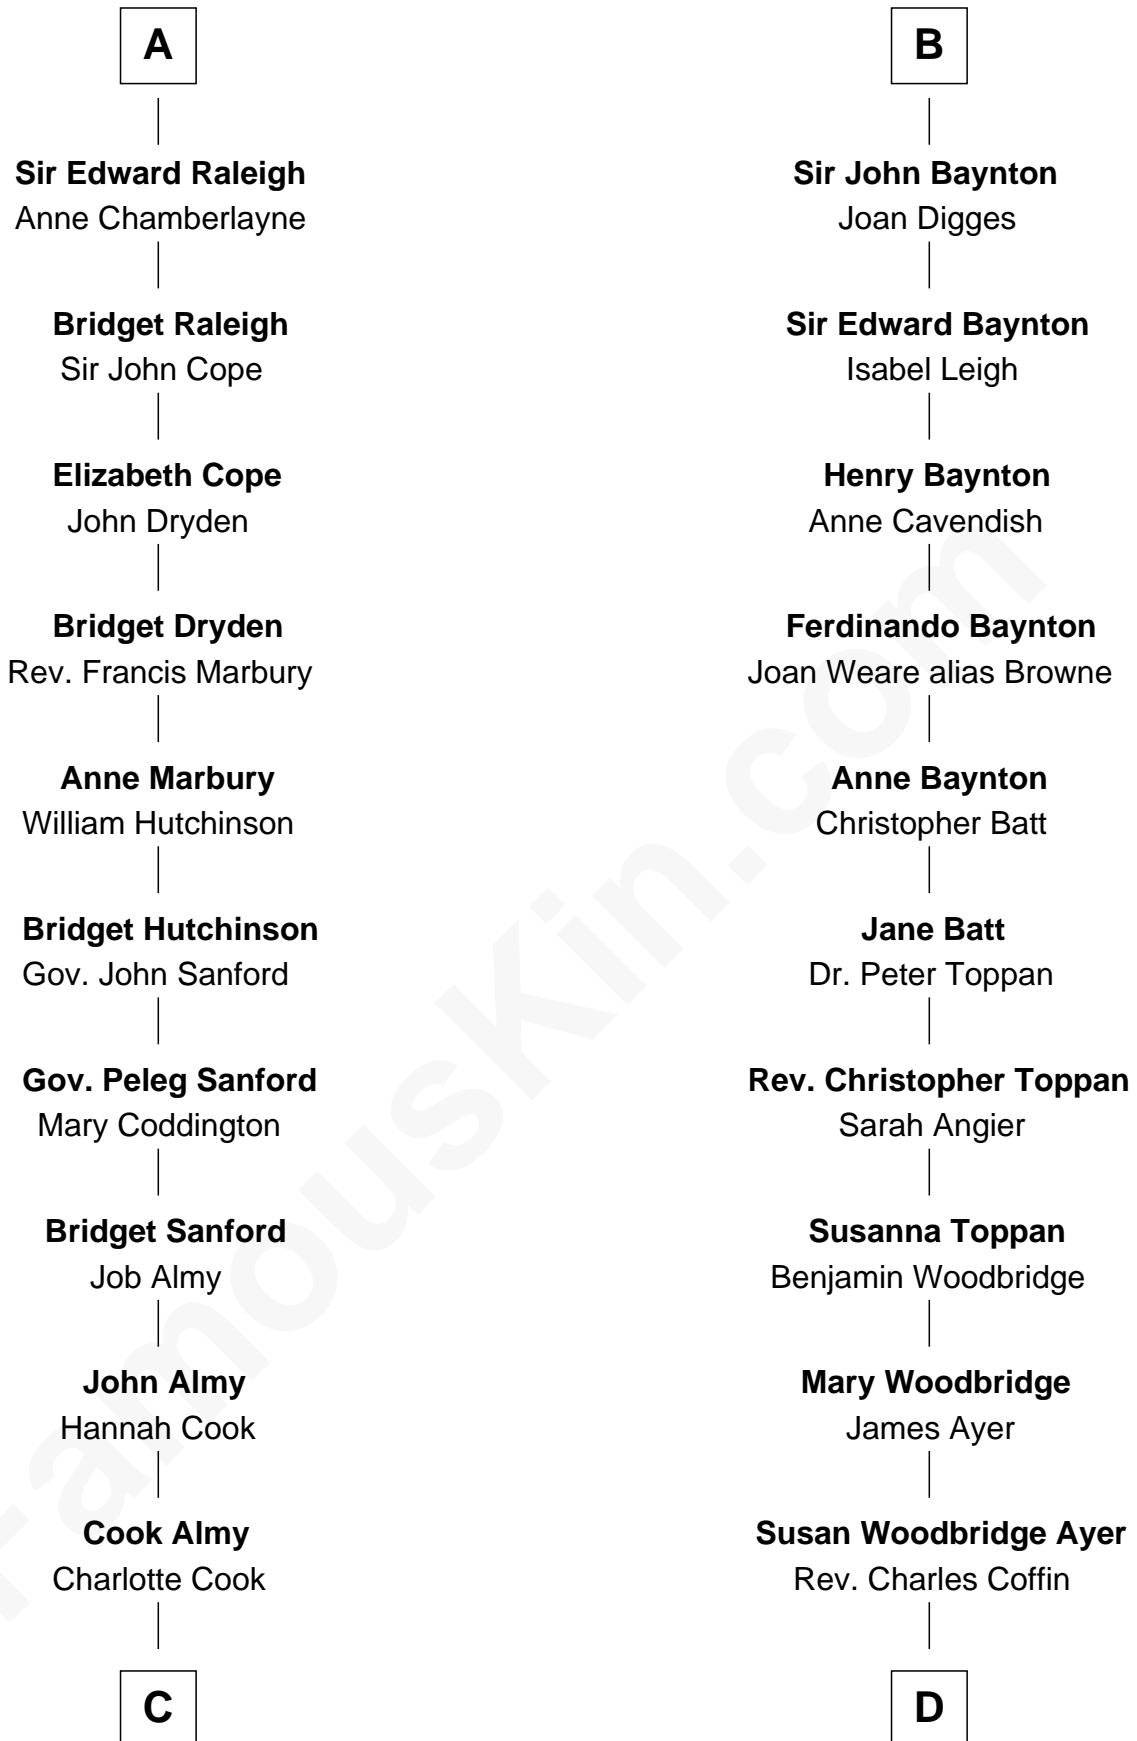 A
Sir Edward Raleigh
Anne Chamberlayne
Bridget Raleigh
Sir John Cope
Elizabeth Cope
John Dryden
Bridget Dryden
Rev. Francis Marbury
Anne Marbury
William Hutchinson
Bridget Hutchinson
Gov. John Sanford
Gov. Peleg Sanford
Mary Coddington
Bridget Sanford
Job Almy
John Almy
Hannah Cook
Cook Almy
Charlotte Cook
C
B
Sir John Baynton
Joan Digges
Sir Edward Baynton
Isabel Leigh
Henry Baynton
Anne Cavendish
Ferdinando Baynton
Joan Weare alias Browne
Anne Baynton
Christopher Batt
Jane Batt
Dr. Peter Toppan
Rev. Christopher Toppan
Sarah Angier
Susanna Toppan
Benjamin Woodbridge
Mary Woodbridge
James Ayer
Susan Woodbridge Ayer
Rev. Charles Coffin
D
FamousKin.com